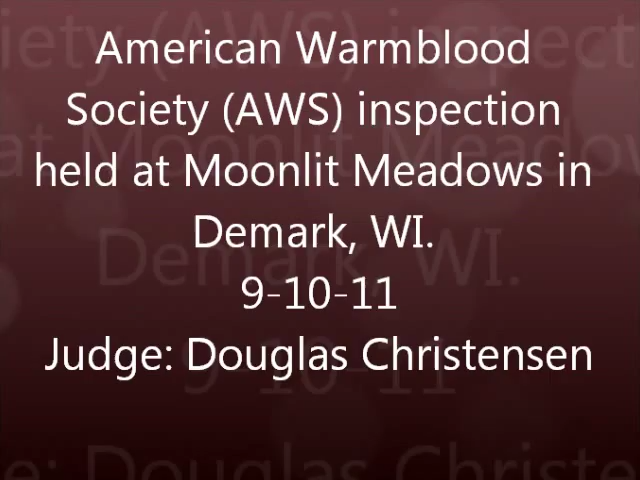 American Warmblood
Society (AWS) inspection
held at Moonlit Meadows in
Demark, WI.
9-10-11
Judge: Douglas Christensen